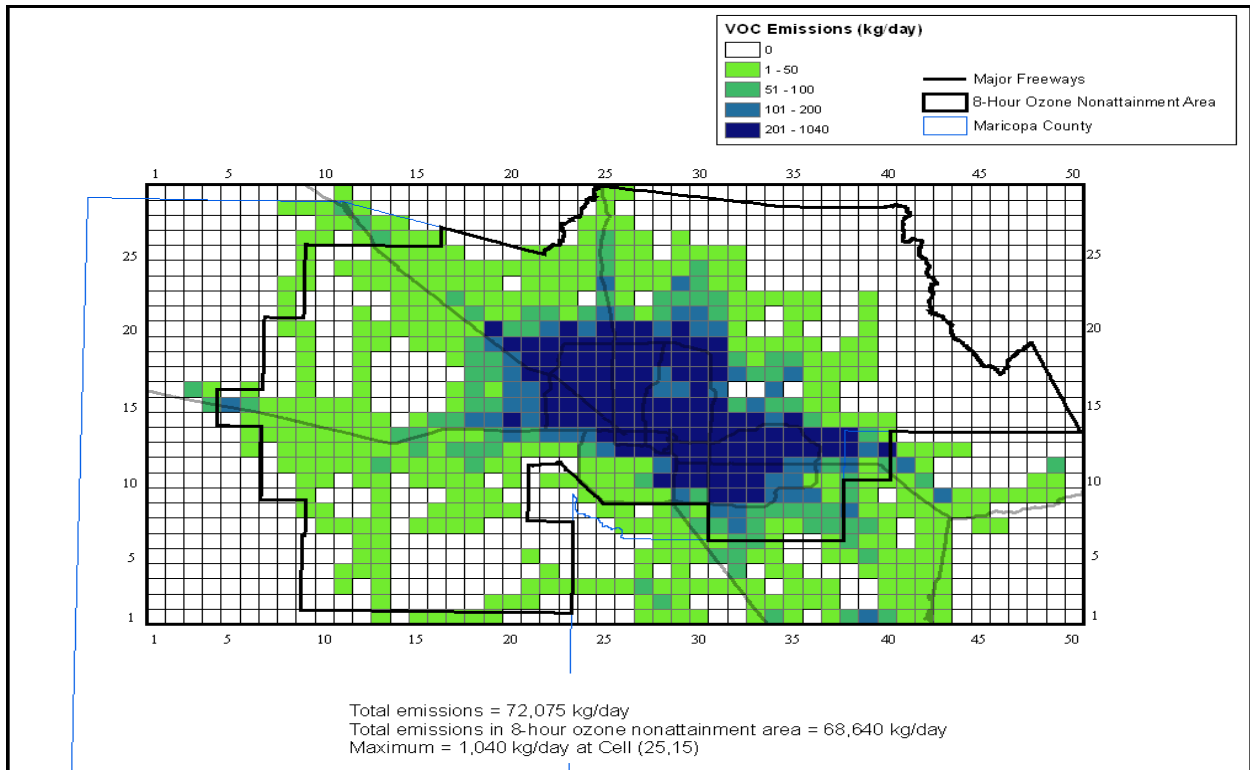 VOC Emissions (kg/day)
0
1 - 50
51 - 100
101 - 200
201 - 1040
Major Freeways
8-Hour Ozone Nonattainment Area
Maricopa County
1 5 10 15 20 25 30 35 40 45 50
25 25
20 20
15 15
10 10
5 5
1 1
1 5 10 15 20 25 30 35 40 45 50
Total emissions = 72,075 kg/day
Total emissions in 8-hour ozone nonattainment area = 68,640 kg/day
Maximum = 1,040 kg/day at Cell (25,15)